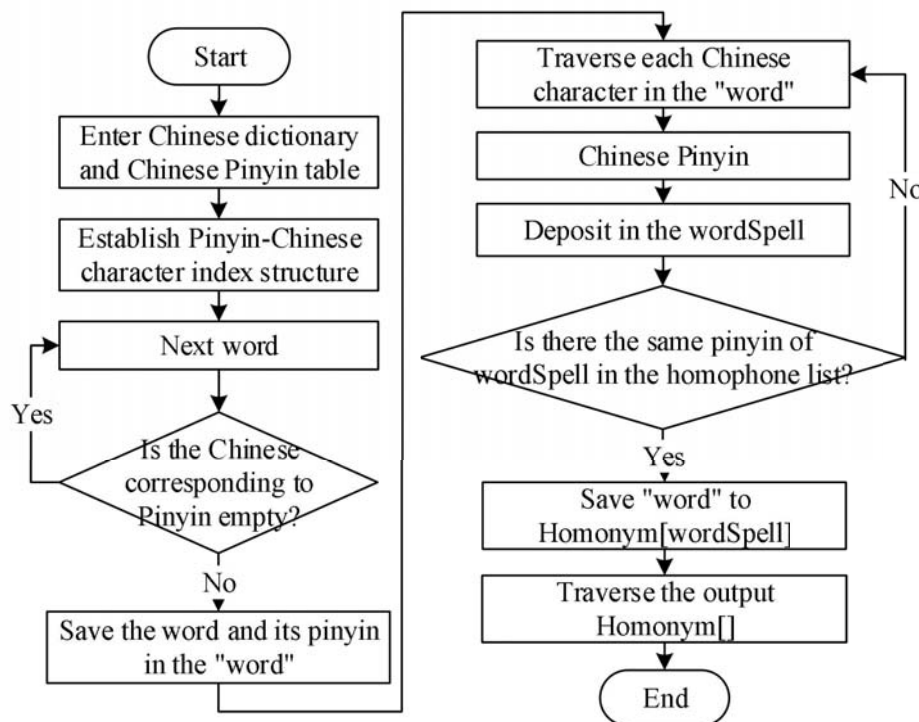 Start
Enter Chinese dictionary
and Chinese Pinyin table
Establish Pinyin-Chinese
character index structure
Next word
Yes
Is the Chinese
corresponding to
Pinyin empty?
No
Save the word and its pinyin
in the "word"
Traverse each Chinese
character in the "word"
Chinese Pinyin
No
Deposit in the wordSpell
Is there the same pinyin of
wordSpell in the homophone list?
Yes
Save "word" to
Homonym[wordSpell]
Traverse the output
Homonym[]
End